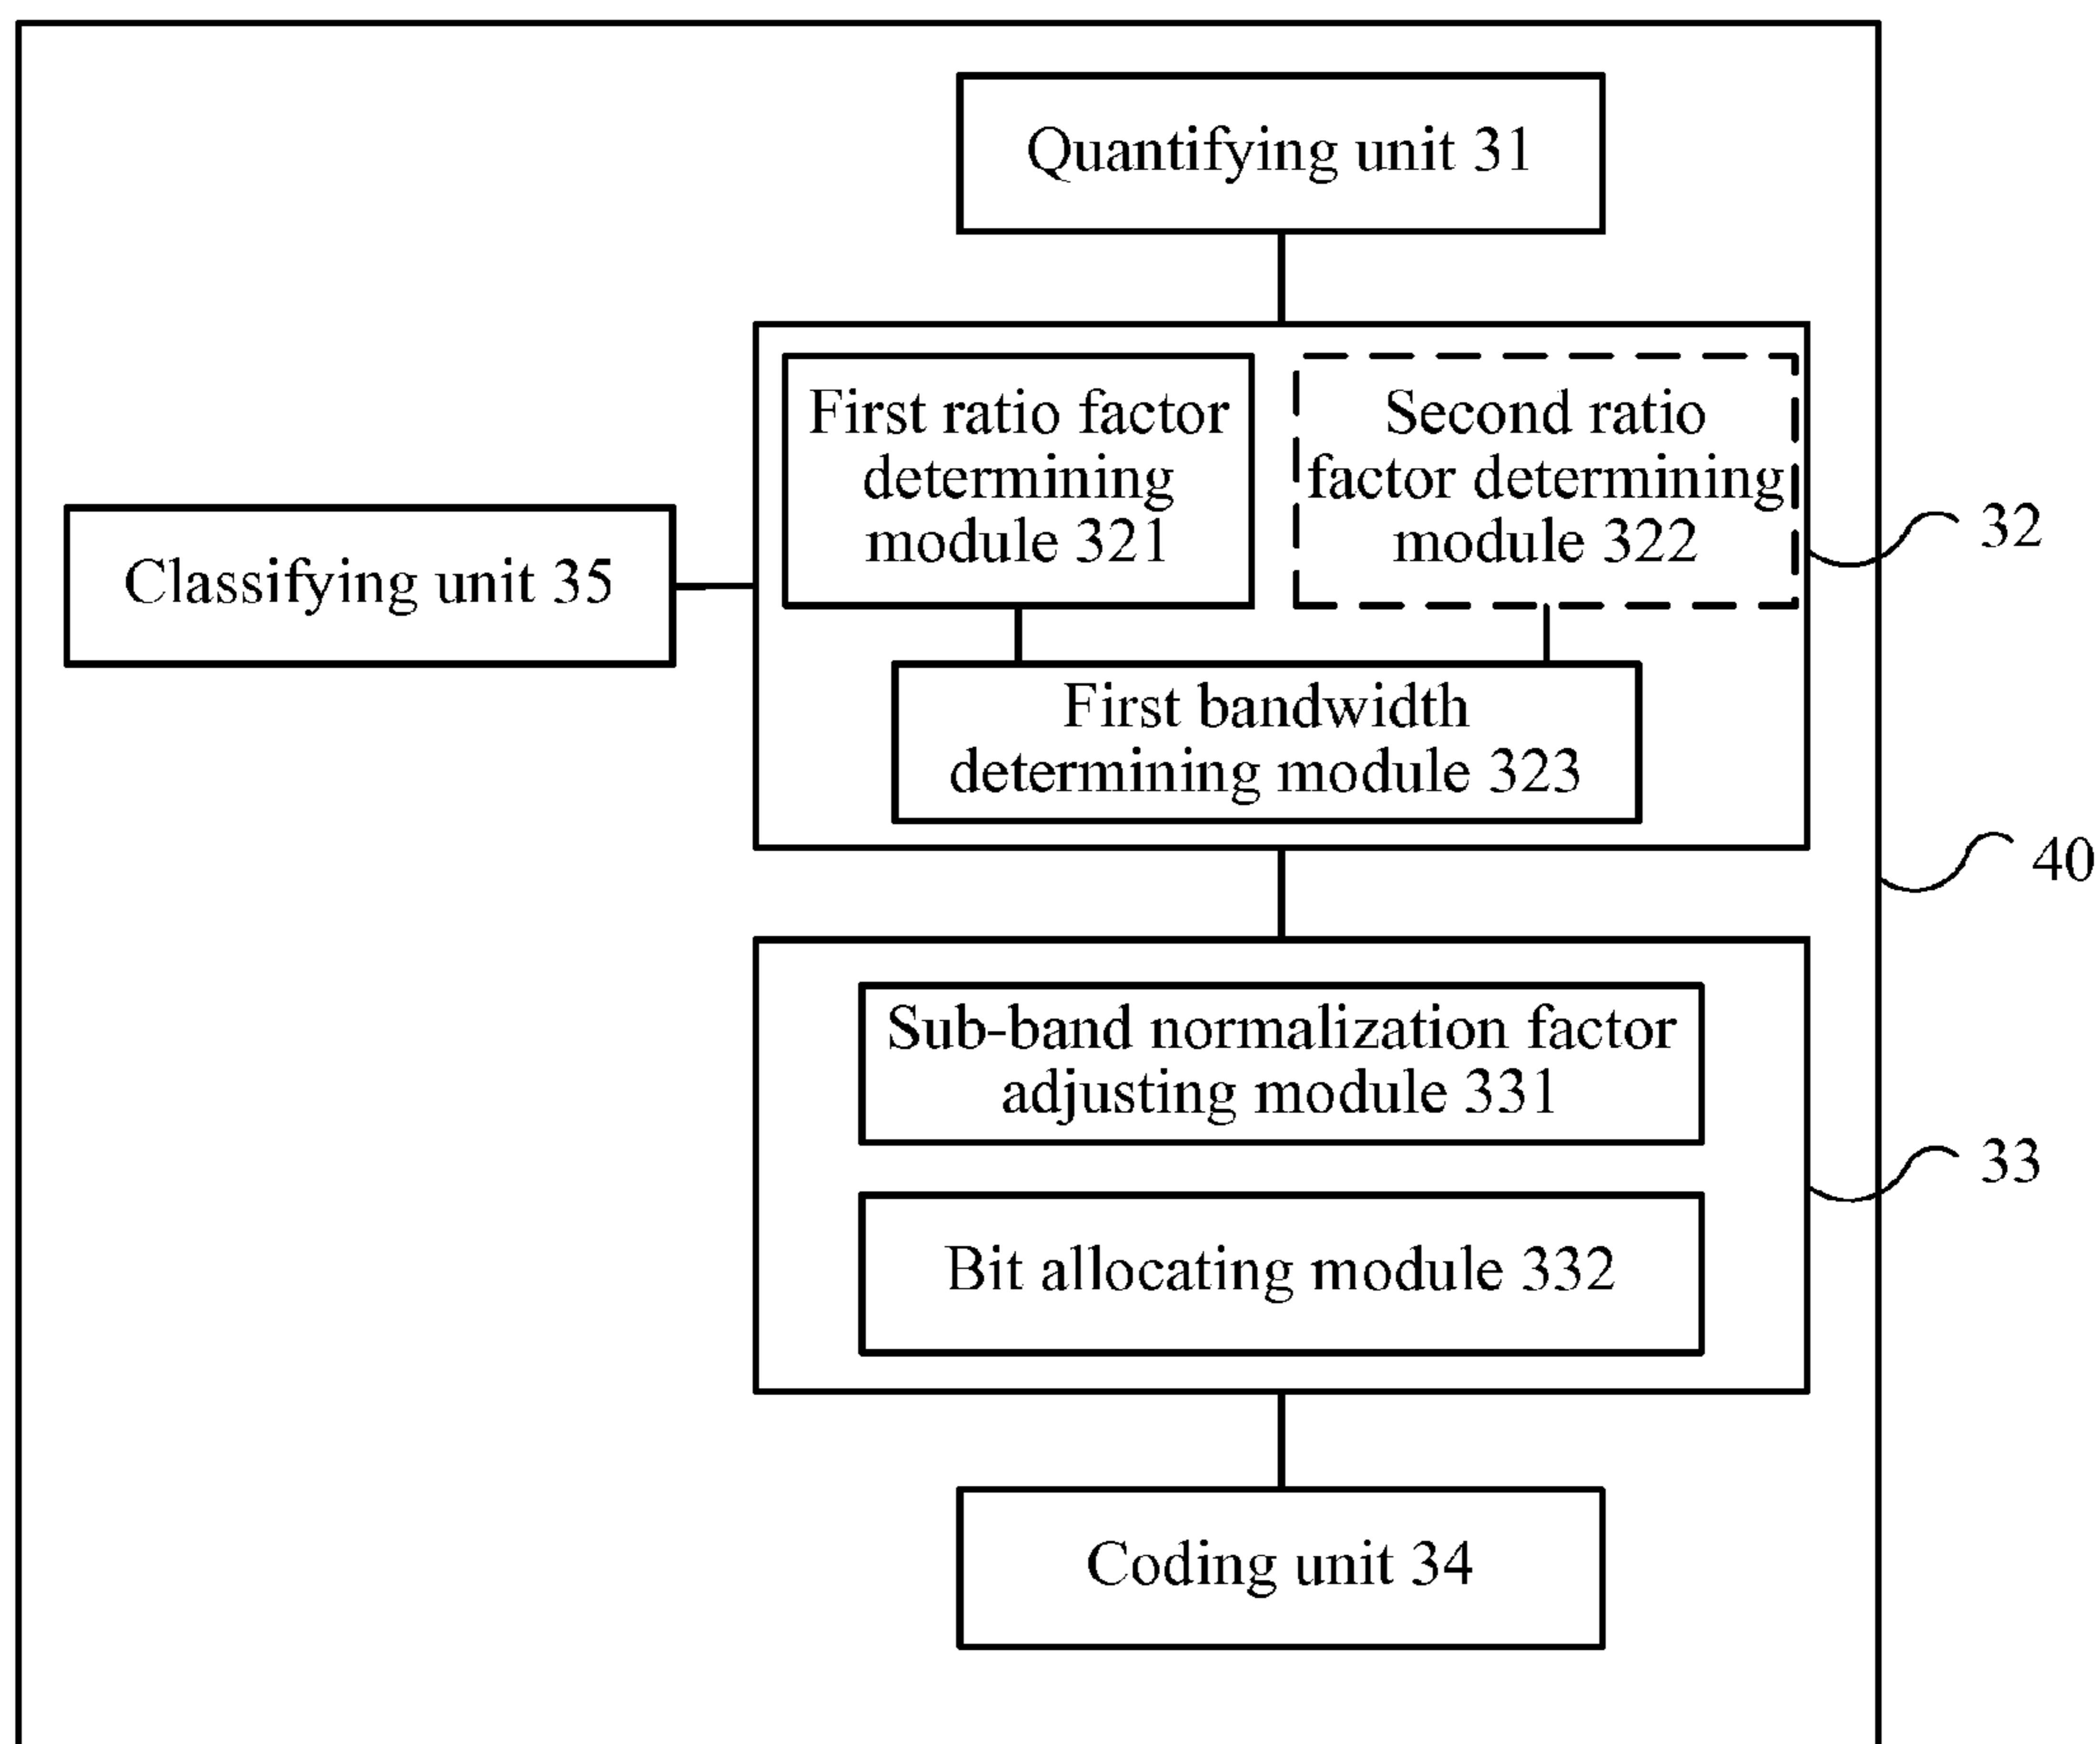 Quantifying unit 31
First ratio factor
determining
module 321
Second ratio
factor determining
module 322
32
Classifying unit 35
First bandwidth
determining module 323
40
Sub-band normalization factor
adjusting module 331
33
Bit allocating module 332
Coding unit 34